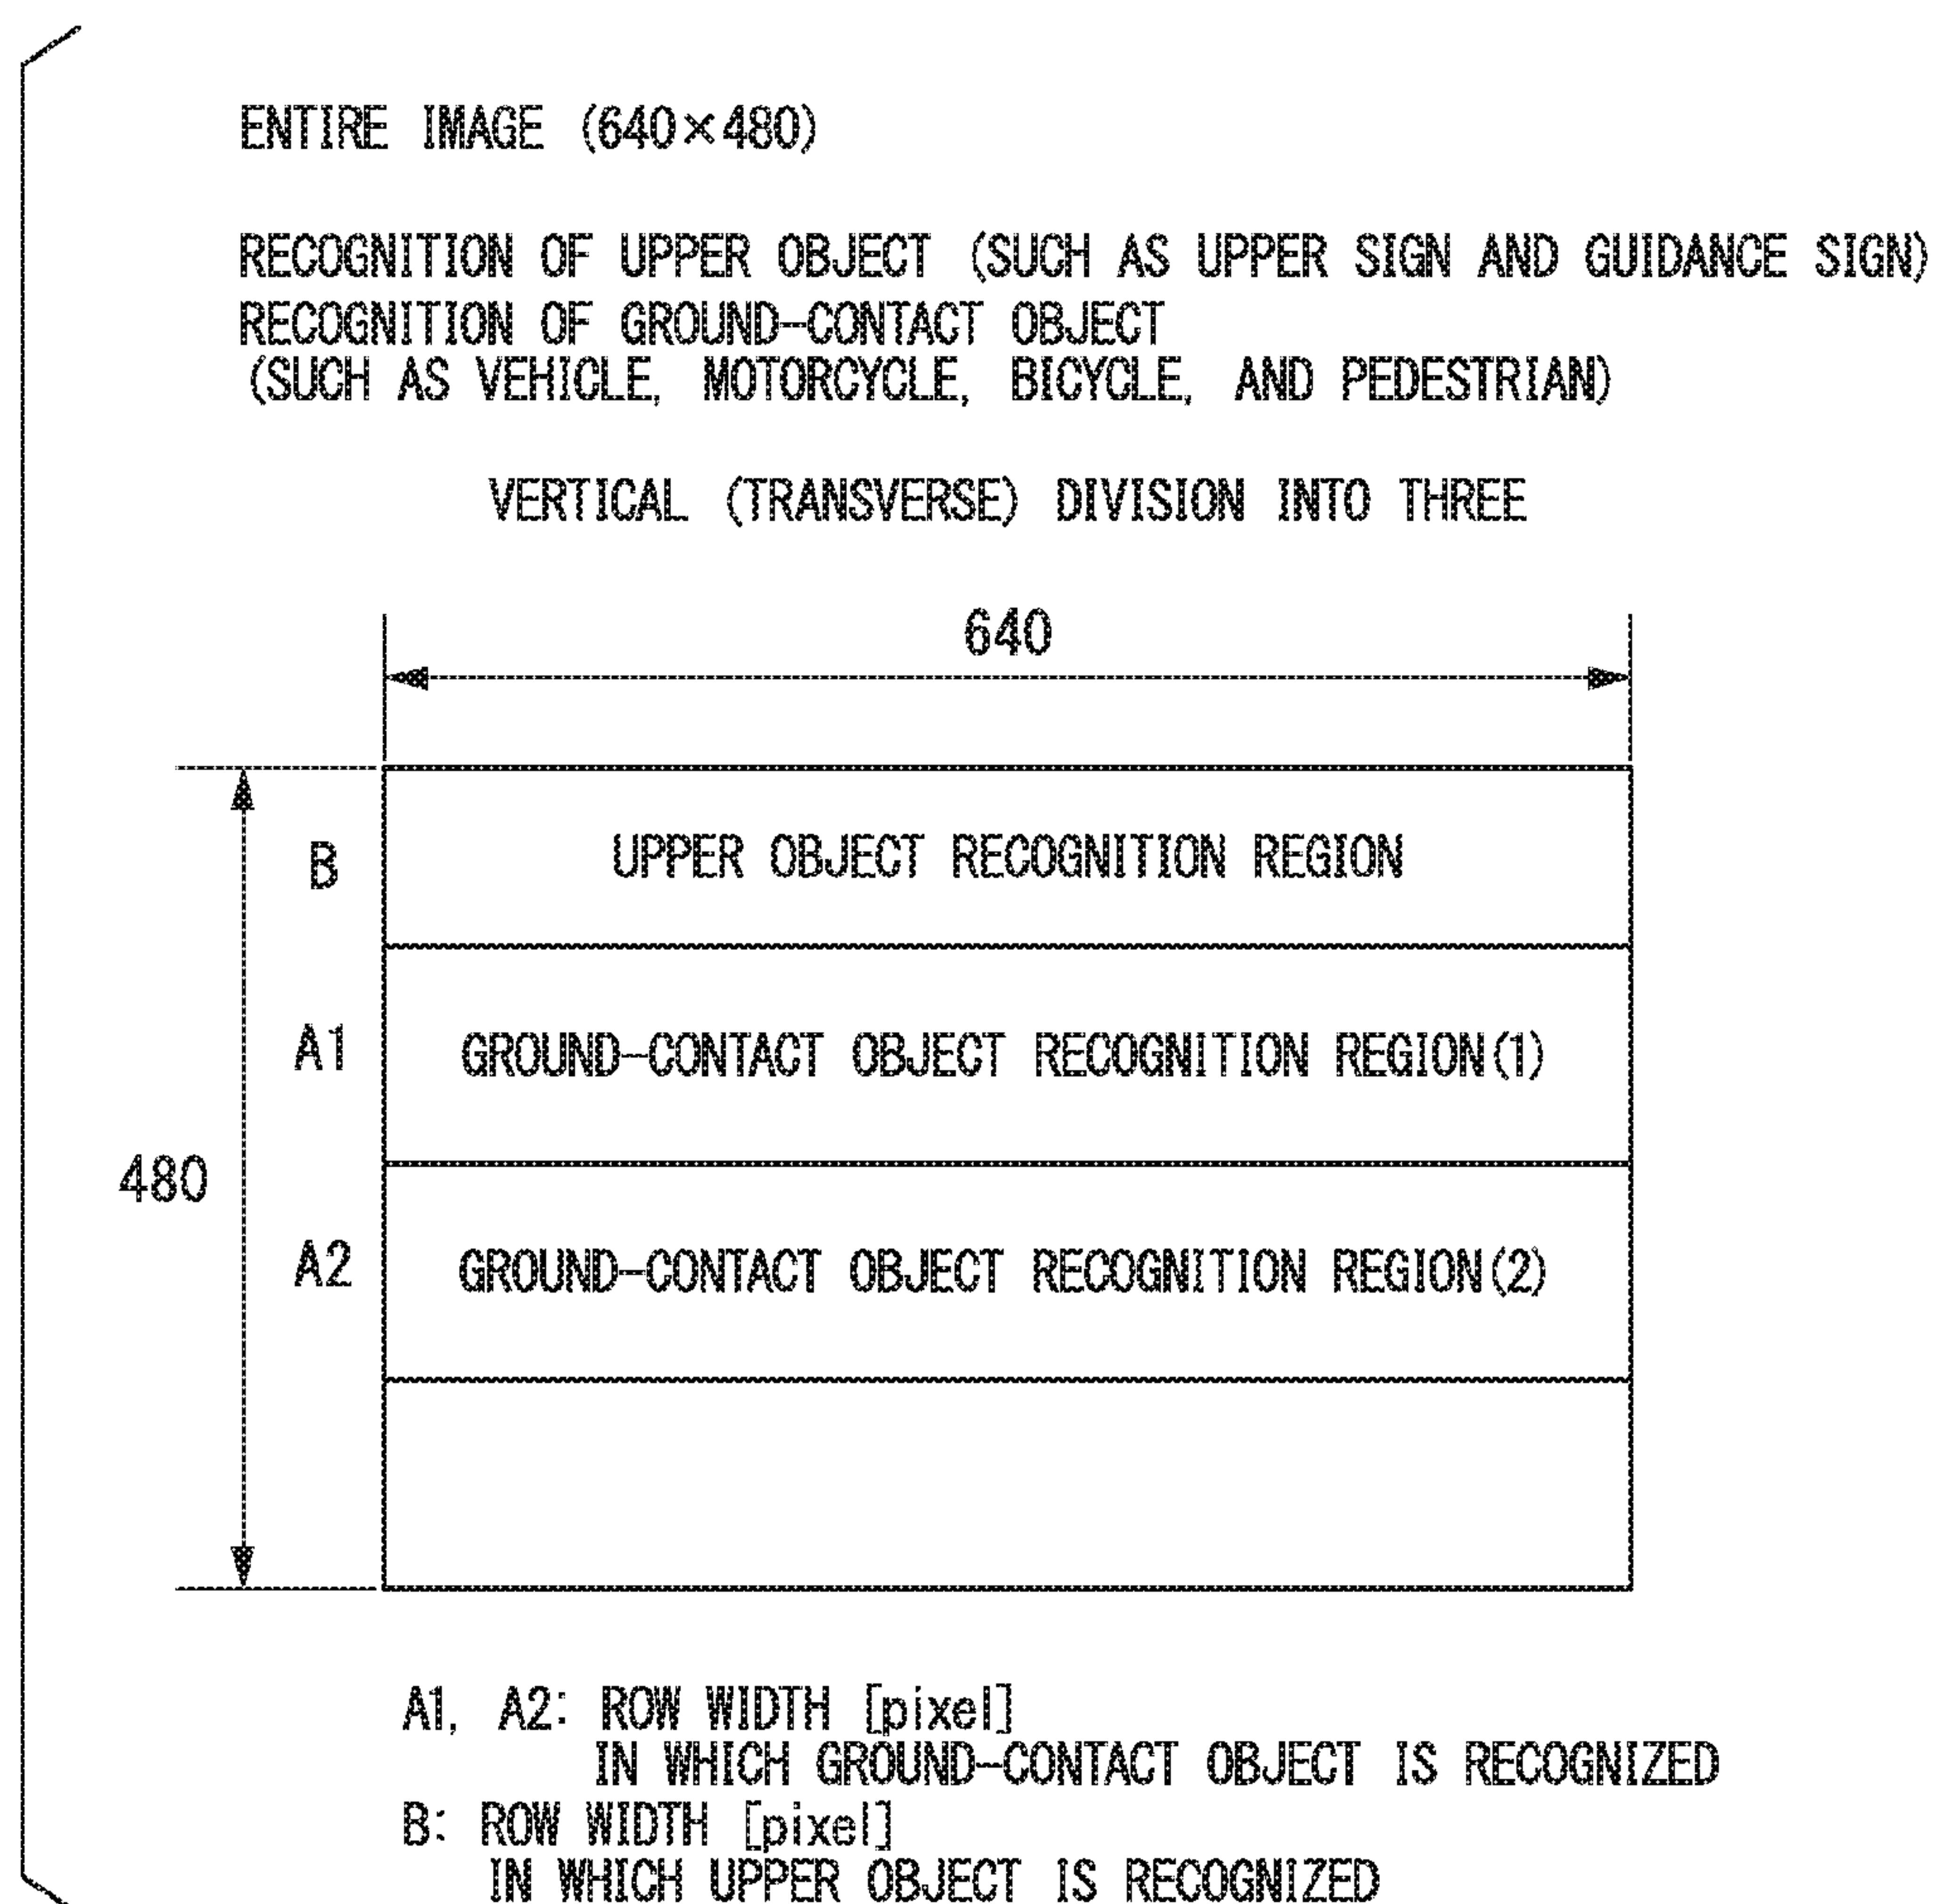 ENTIRE IMAGE (640×480)
RECOGNITION OF UPPER OBJECT (SUCH AS UPPER SIGN AND GUIDANCE SIGN)
RECOGNITION OF GROUND-CONTACT OBJECT
(SUCH AS VEHICLE, MOTORCYCLE, BICYCLE, AND PEDESTRIAN)
VERTICAL (TRANSVERSE) DIVISION INTO THREE
640
B
UPPER OBJECT RECOGNITION REGION
A1
GROUND-CONTACT OBJECT RECOGNITION REGION(1)
480
A2
GROUND-CONTACT OBJECT RECOGNITION REGION(2)
A1, A2: ROW WIDTH [pixel]
IN WHICH GROUND-CONTACT OBJECT IS RECOGNIZED
B: ROW WIDTH [pixel]
IN WHICH UPPER OBJECT IS RECOGNIZED